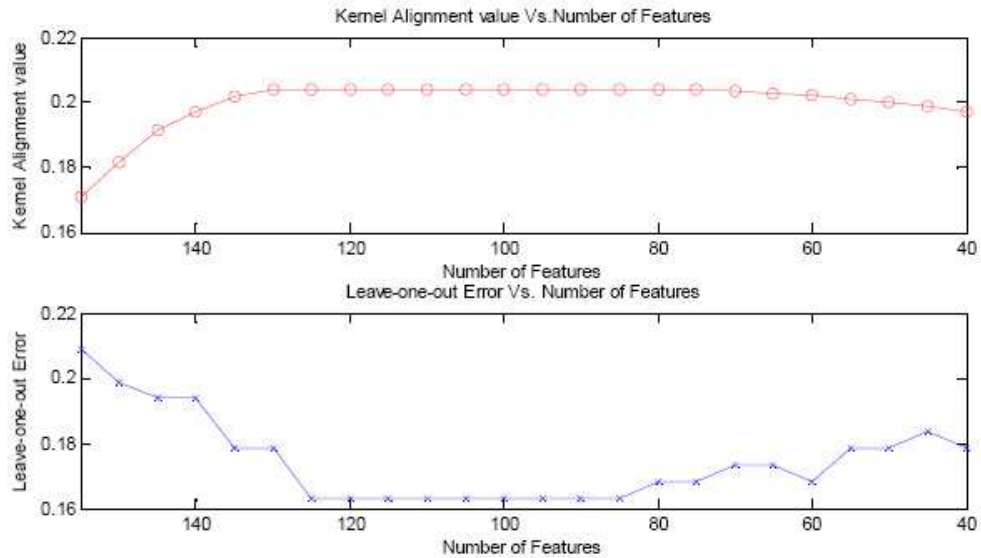 Kernel Alignment value Vs.Number of Features
Kernel Alignment value
0.22
0.2
0.18
0.16
140 120 100 80 60 40
Number of Features
Leave-one-out Error Vs. Number of Features
Leave-one-out Error
0.22
0.2
0.18
0.16
140 120 100 80 60 40
Number of Features